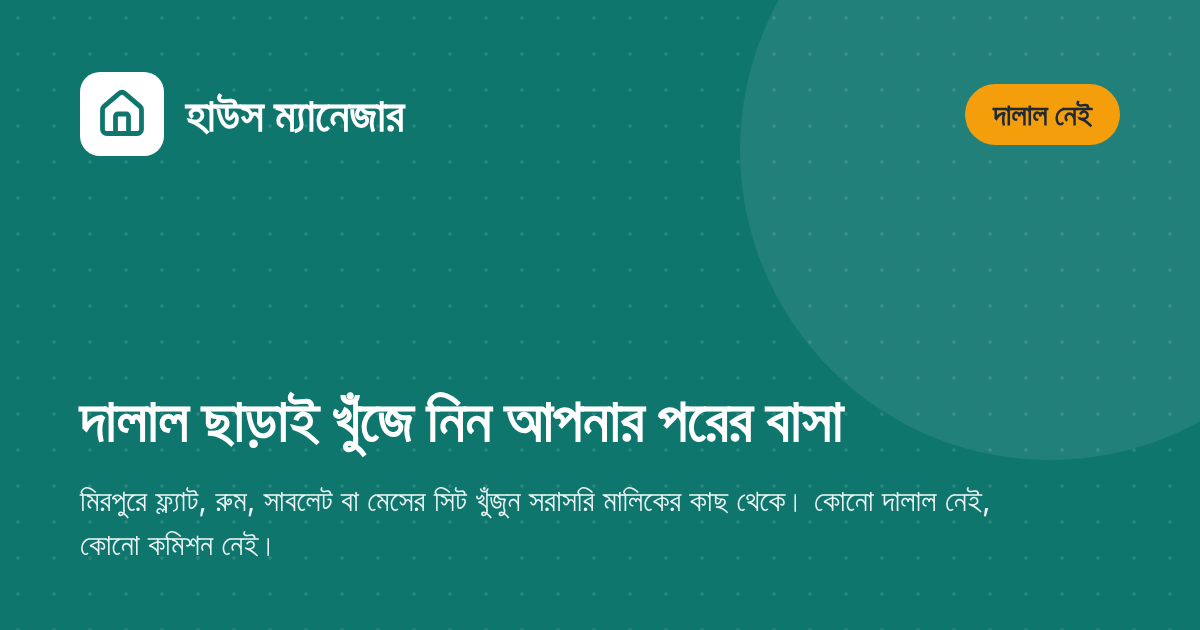 হাউস ম্যানেজার
দালাল নেই
দালাল ছাড়াই খুঁজে নিন আপনার পরের বাসা
মিরপুরে ফ্ল্যাট, রুম, সাবলেট বা মেসের সিট খুঁজুন সরাসরি মালিকের কাছ থেকে। কোনো দালাল নেই,
কোনো কমিশন নেই।